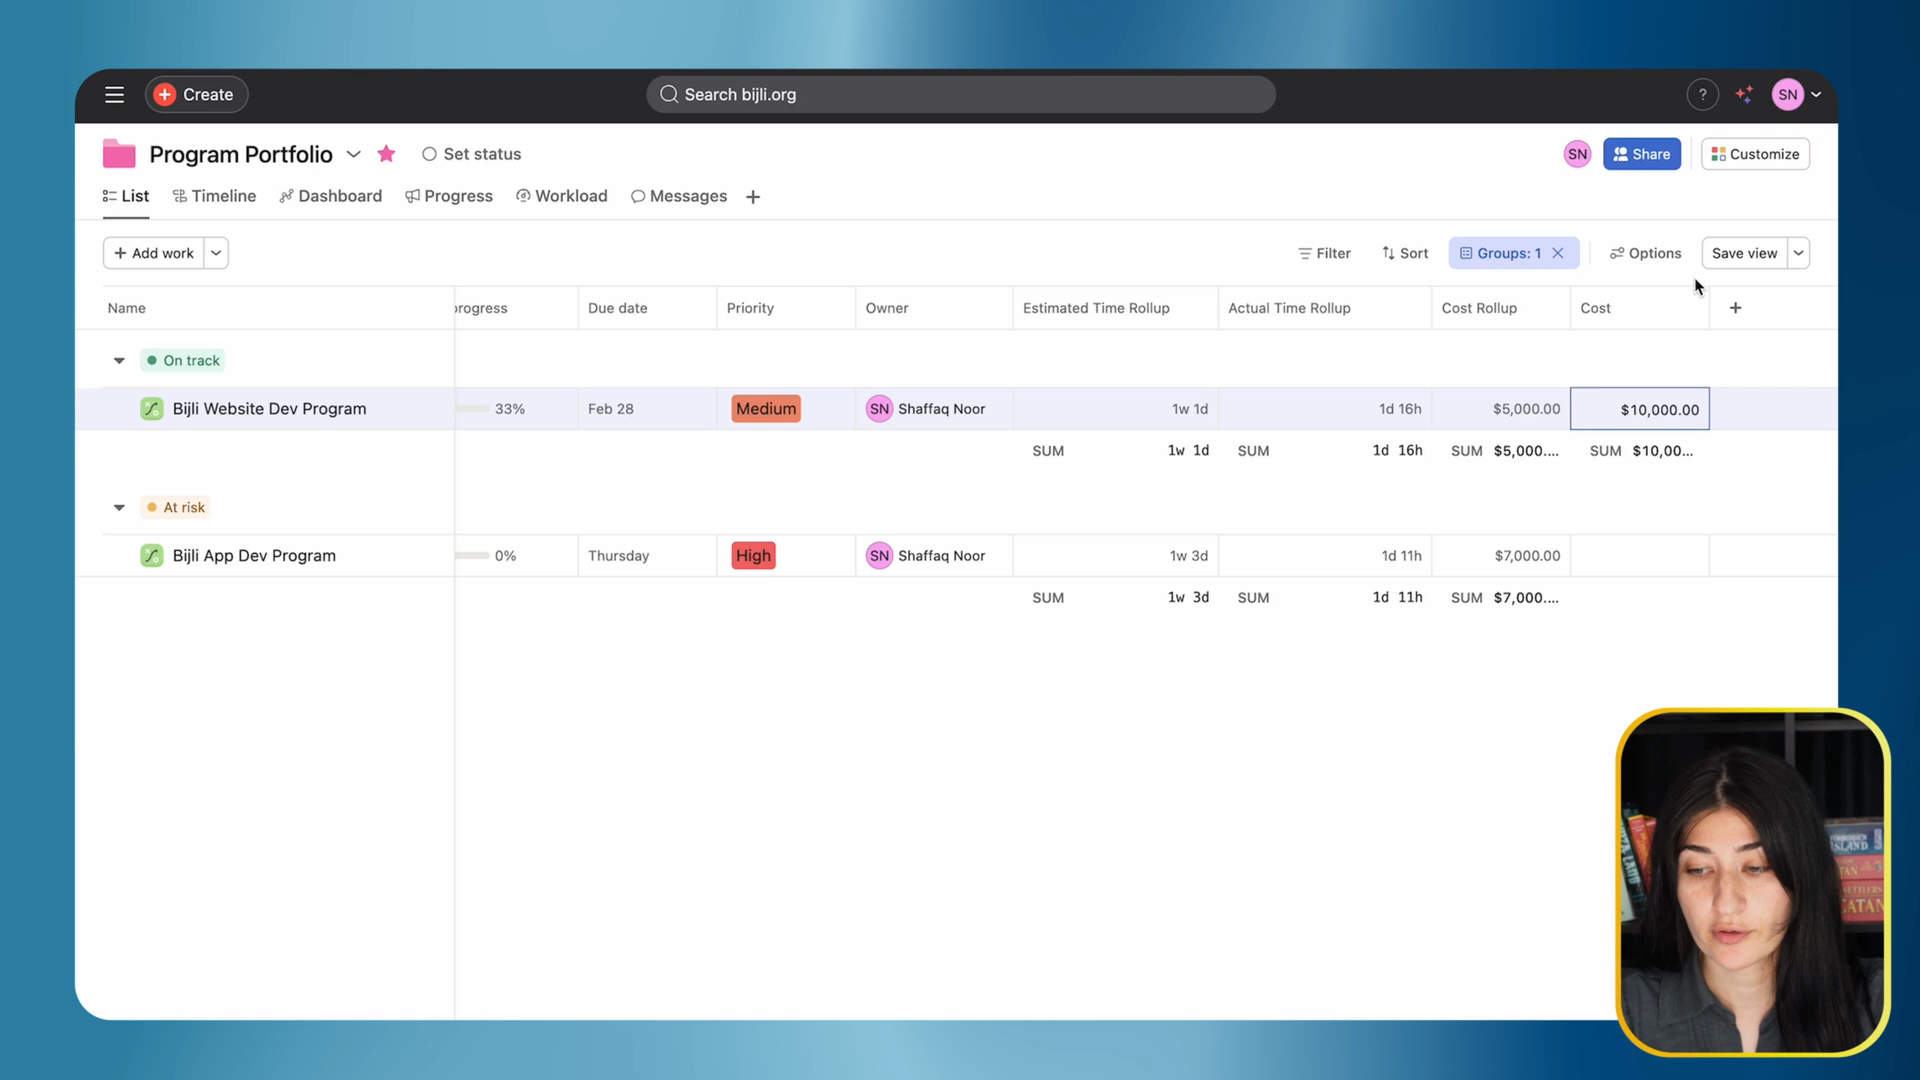 Create
Search bijli.org
?
SN
Program Portfolio
Set status
SN
Share
Customize
List
Timeline
Dashboard
Progress
Workload
Messages
+
+ Add work
Filter
Sort
Groups: 1
Options
Save view
Name
progress
Due date
Priority
Owner
Estimated Time Rollup
Actual Time Rollup
Cost Rollup
Cost
+
On track
Bijli Website Dev Program
33%
Feb 28
Medium
SN Shaffaq Noor
1w 1d
1d 16h
$5,000.00
$10,000.00
SUM 1w 1d
SUM 1d 16h
SUM $5,000....
SUM $10,00...
At risk
Bijli App Dev Program
0%
Thursday
High
SN Shaffaq Noor
1w 3d
1d 11h
$7,000.00
SUM 1w 3d
SUM 1d 11h
SUM $7,000....
ISLAND
SETTLERS
CATAN